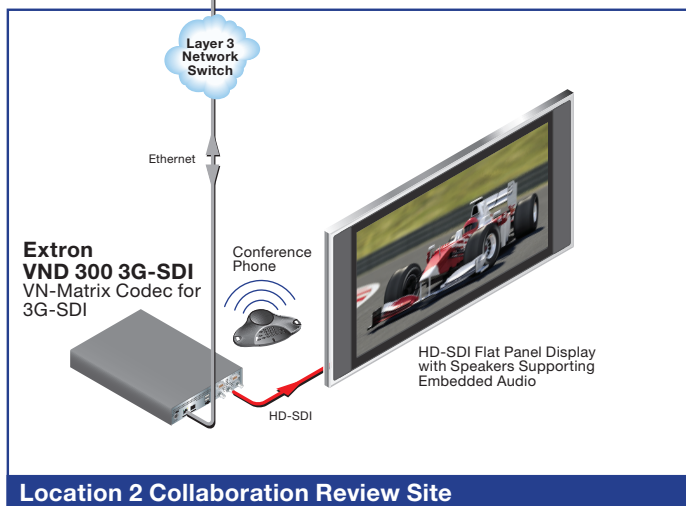 Layer 3
Network
Switch
Ethernet
Extron
VND 300 3G-SDI
VN-Matrix Codec for
3G-SDI
Conference
Phone
HD-SDI Flat Panel Display
with Speakers Supporting
Embedded Audio
HD-SDI
Location 2 Collaboration Review Site